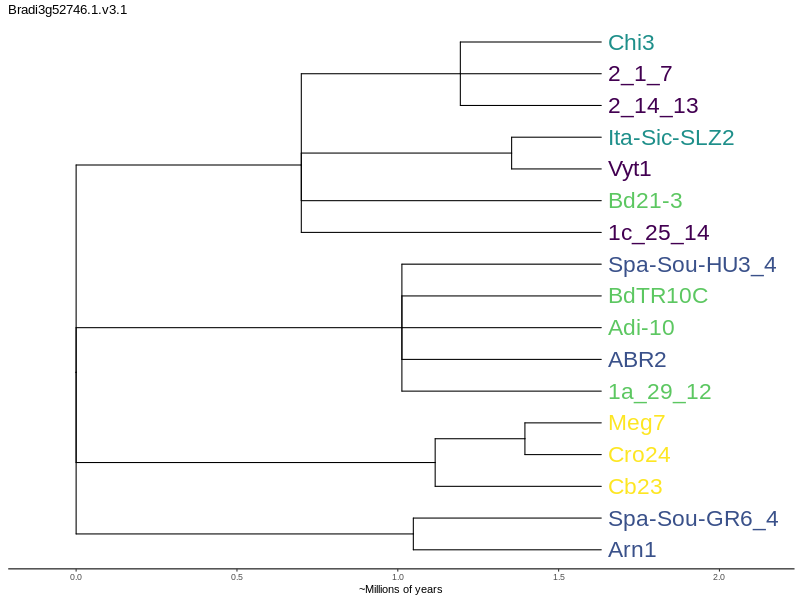 Bradi3g52746.1.v3.1
Chi3
2_1_7
2_14_13
Ita-Sic-SLZ2
Vyt1
Bd21-3
1c_25_14
Spa-Sou-HU3_4
BdTR10C
Adi-10
ABR2
1a_29_12
Meg7
Cro24
Cb23
Spa-Sou-GR6_4
Arn1
0.0 0.5 1.0 1.5 2.0
~Millions of years